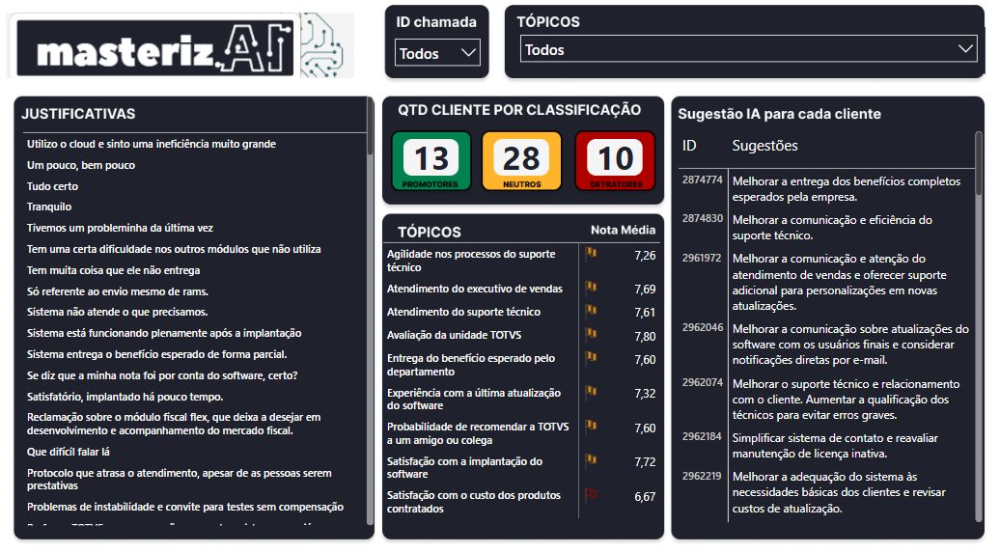 masteriz.AI
ID chamada
Todos
TÓPICOS
Todos
JUSTIFICATIVAS
Utilizo o cloud e sinto uma ineficiência muito grande
Um pouco, bem pouco
Tudo certo
Tranquilo
Tivemos um probleminha da última vez
Tem uma certa dificuldade nos outros módulos que não utiliza
Tem muita coisa que ele não entrega
Só referente ao envio mesmo de rams.
Sistema não atende o que precisamos.
Sistema está funcionando plenamente após a implantação
Sistema entrega o benefício esperado de forma parcial.
Se diz que a minha nota foi por conta do software, certo?
Satisfatório, implantado há pouco tempo.
Reclamação sobre o módulo fiscal flex, que deixa a desejar em
desenvolvimento e acompanhamento do mercado fiscal.
Que difícil falar lá
Protocolo que atrasa o atendimento, apesar de as pessoas serem
prestativas
Problemas de instabilidade e convite para testes sem compensação
QTD CLIENTE POR CLASSIFICAÇÃO
13
PROMOTORES
28
NEUTROS
10
DETRATORES
TÓPICOS
Nota Média
Agilidade nos processos do suporte
técnico
7,26
Atendimento do executivo de vendas
7,69
Atendimento do suporte técnico
7,61
Avaliação da unidade TOTVS
7,80
Entrega do benefício esperado pelo
departamento
7,60
Experiência com a última atualização
do software
7,32
Probabilidade de recomendar a TOTVS
a um amigo ou colega
7,60
Satisfação com a implantação do
software
7,72
Satisfação com o custo dos produtos
contratados
6,67
Sugestão IA para cada cliente
ID
Sugestões
2874774
Melhorar a entrega dos benefícios completos
esperados pela empresa.
2874830
Melhorar a comunicação e eficiência do
suporte técnico.
2961972
Melhorar a comunicação e atenção do
atendimento de vendas e oferecer suporte
adicional para personalizações em novas
atualizações.
2962046
Melhorar a comunicação sobre atualizações do
software com os usuários finais e considerar
notificações diretas por e-mail.
2962074
Melhorar o suporte técnico e relacionamento
com o cliente. Aumentar a qualificação dos
técnicos para evitar erros graves.
2962184
Simplificar sistema de contato e reavaliar
manutenção de licença inativa.
2962219
Melhorar a adequação do sistema às
necessidades básicas dos clientes e revisar
custos de atualização.